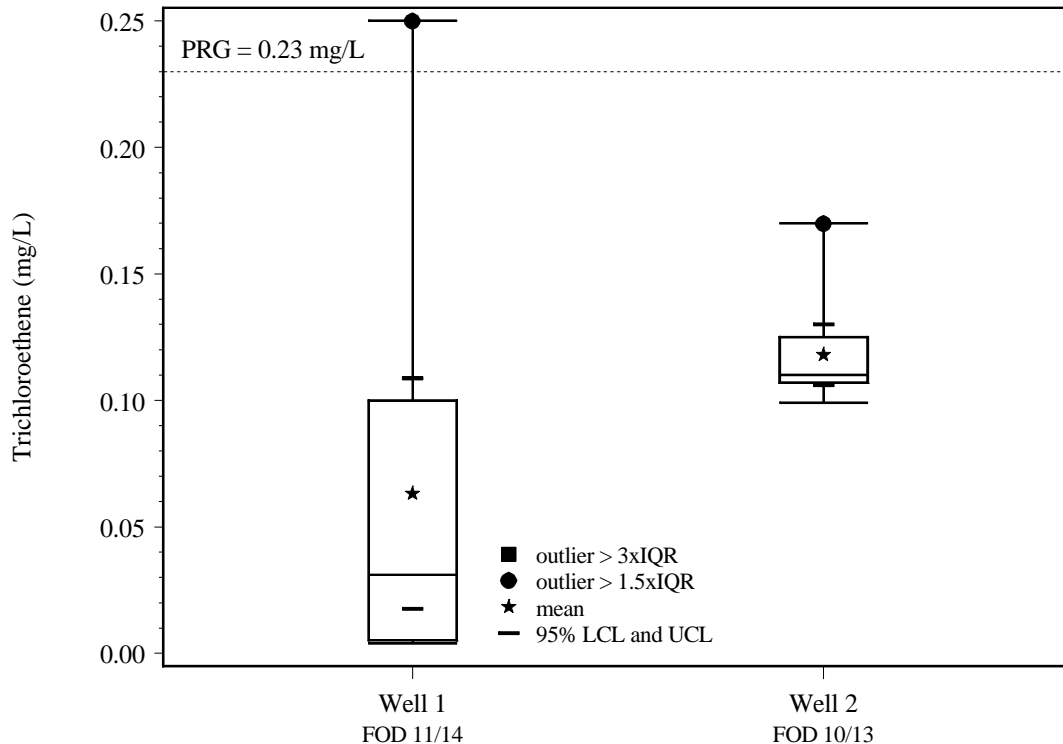 0.25
PRG = 0.23 mg/L
0.20
0.15
0.10
0.05
0.00
Trichloroethene (mg/L)
outlier > 3xIQR
outlier > 1.5xIQR
mean
95% LCL and UCL
Well 1
FOD 11/14
Well 2
FOD 10/13